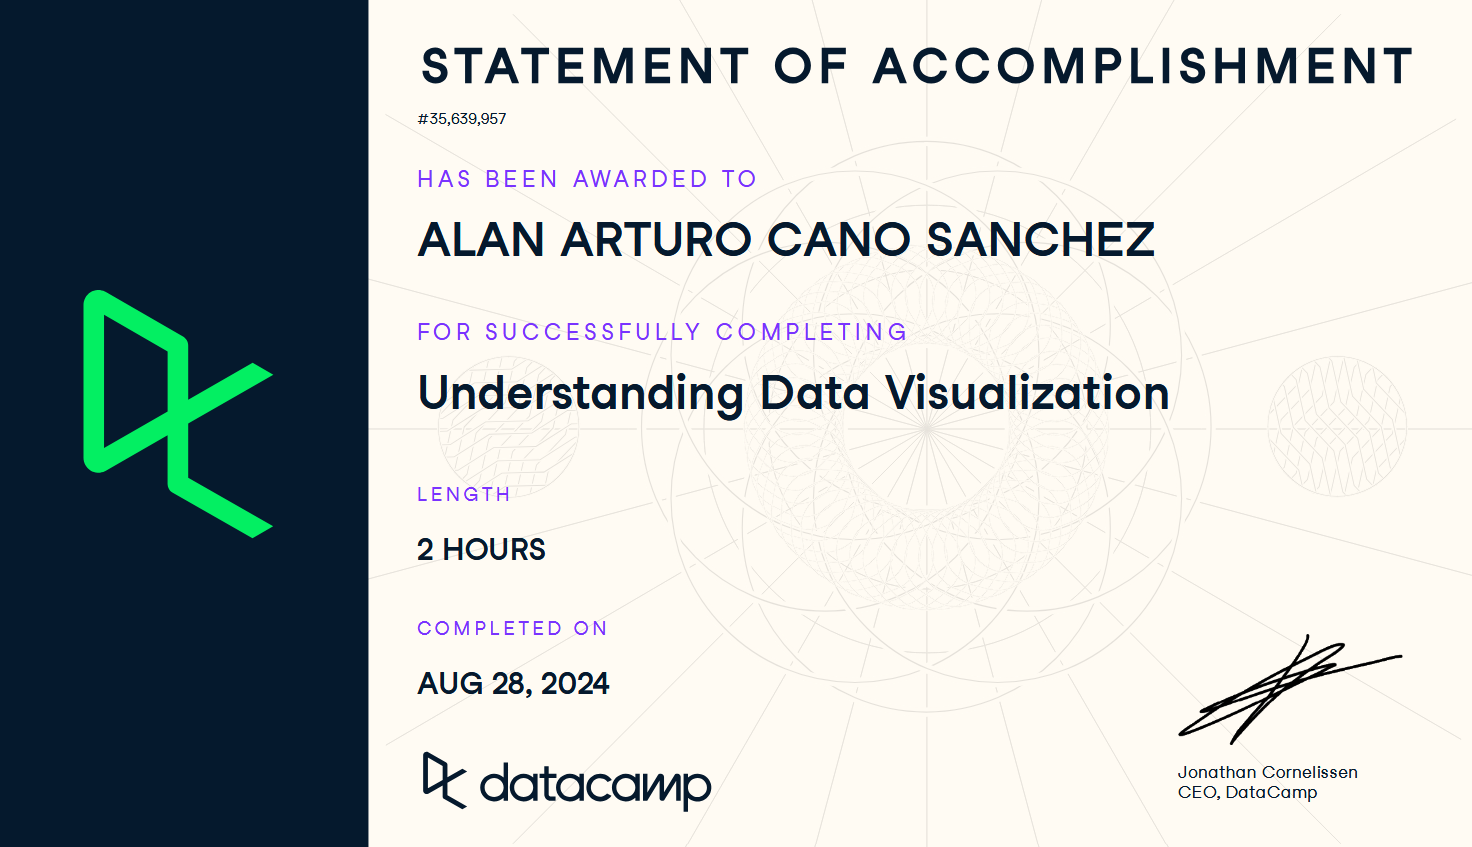 STATEMENT OF ACCOMPLISHMENT
#35,639,957
HAS BEEN AWARDED TO
ALAN ARTURO CANO SANCHEZ
FOR SUCCESSFULLY COMPLETING
Understanding Data Visualization
LENGTH
2 HOURS
COMPLETED ON
AUG 28, 2024
datacamp
Jonathan Cornelissen
CEO, DataCamp